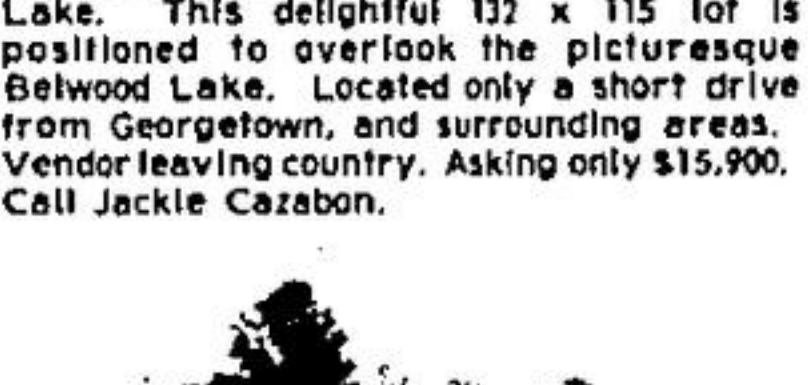 Lake. This delightful 132 x 115 lot is
positioned to overlook the picturesque
Belwood Lake. Located only a short drive
from Georgetown, and surrounding areas.
Vendor leaving country. Asking only $15,900.
Call Jackie Cazabon.